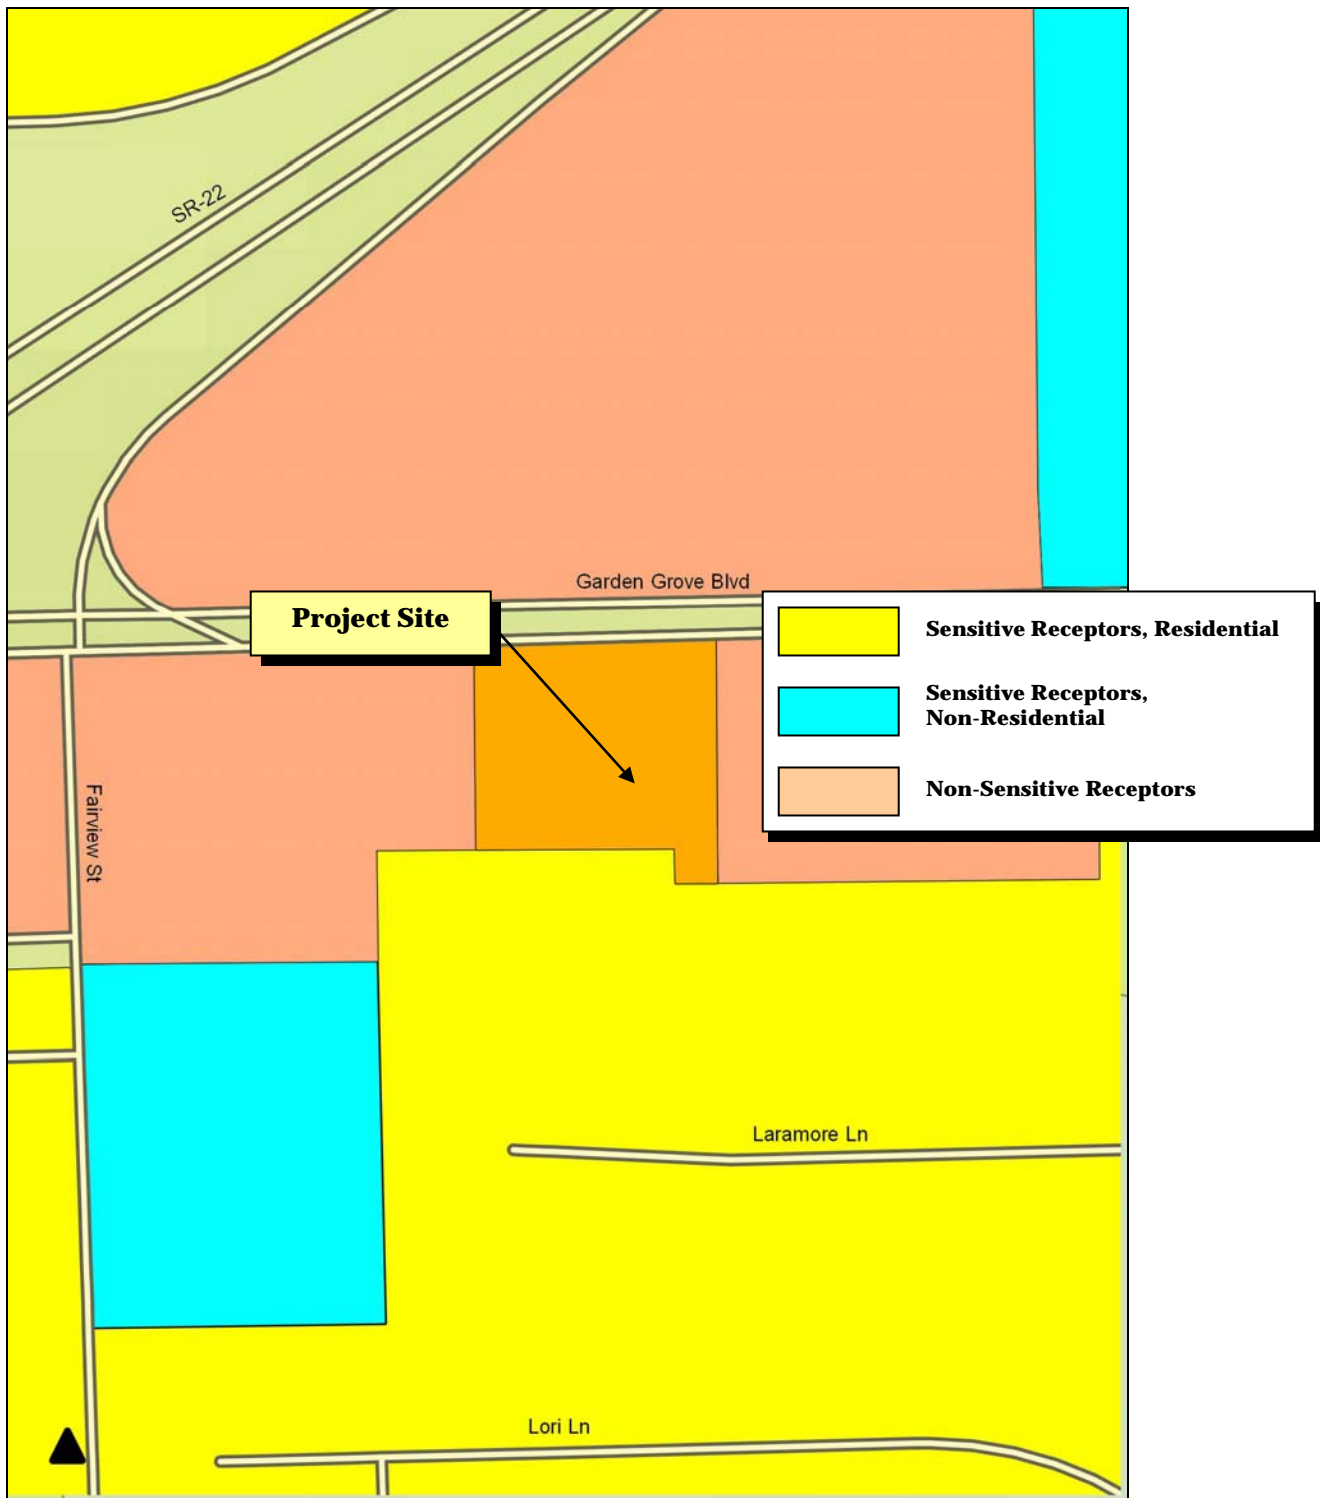 SR-22
Garden Grove Blvd
Project Site
Sensitive Receptors, Residential
Sensitive Receptors,
Non-Residential
Non-Sensitive Receptors
Fairview St
Laramore Ln
Lori Ln